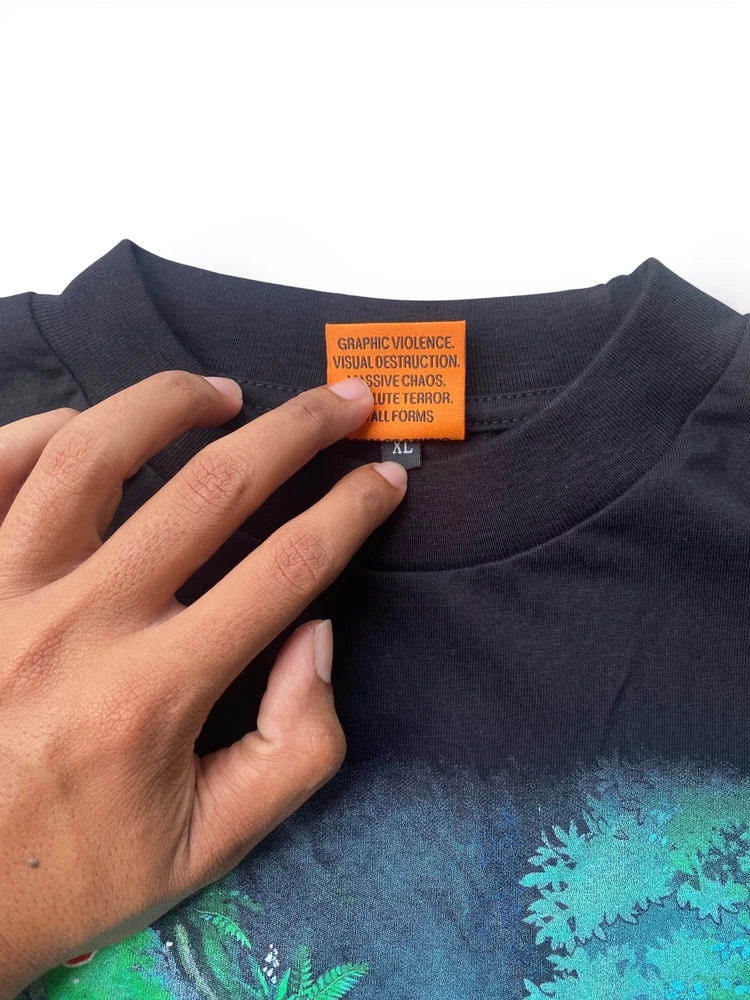 GRAPHIC VIOLENCE.
VISUAL DESTRUCTION.
MASSIVE CHAOS.
TERROR.
ALL FORMS
XL